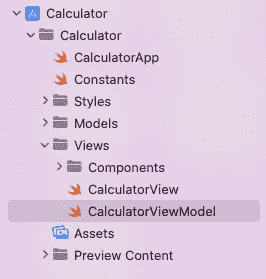 Calculator
Calculator
CalculatorApp
Constants
Styles
Models
Views
Components
CalculatorView
CalculatorViewModel
Assets
Preview Content